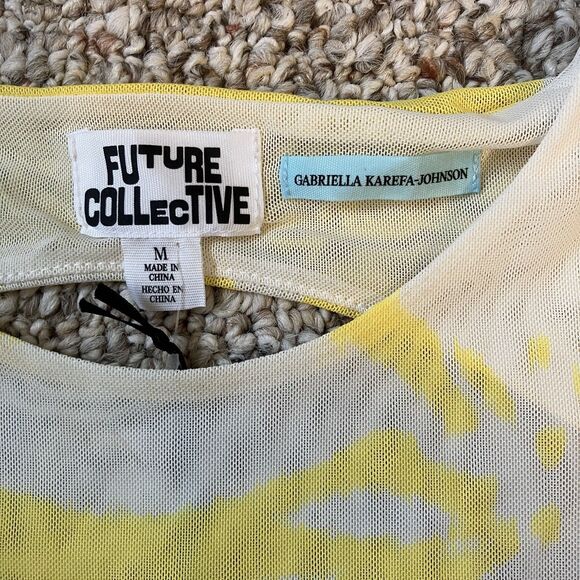 FUTURE
COLLECTIVE
GABRIELLA KAREFA-JOHNSON
M
MADE IN
CHINA
HECHO EN
CHINA